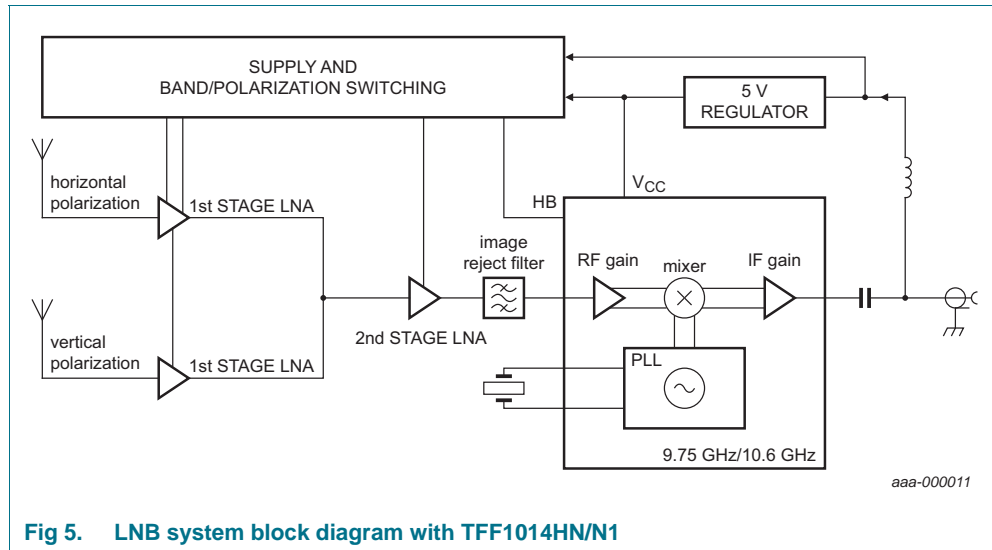 SUPPLY AND
BAND/POLARIZATION SWITCHING
5 V
REGULATOR
horizontal
polarization
1st STAGE LNA
HB
VCC
image
reject filter
RF gain
mixer
IF gain
2nd STAGE LNA
vertical
polarization
1st STAGE LNA
PLL
9.75 GHz/10.6 GHz
aaa-000011
Fig 5. LNB system block diagram with TFF1014HN/N1